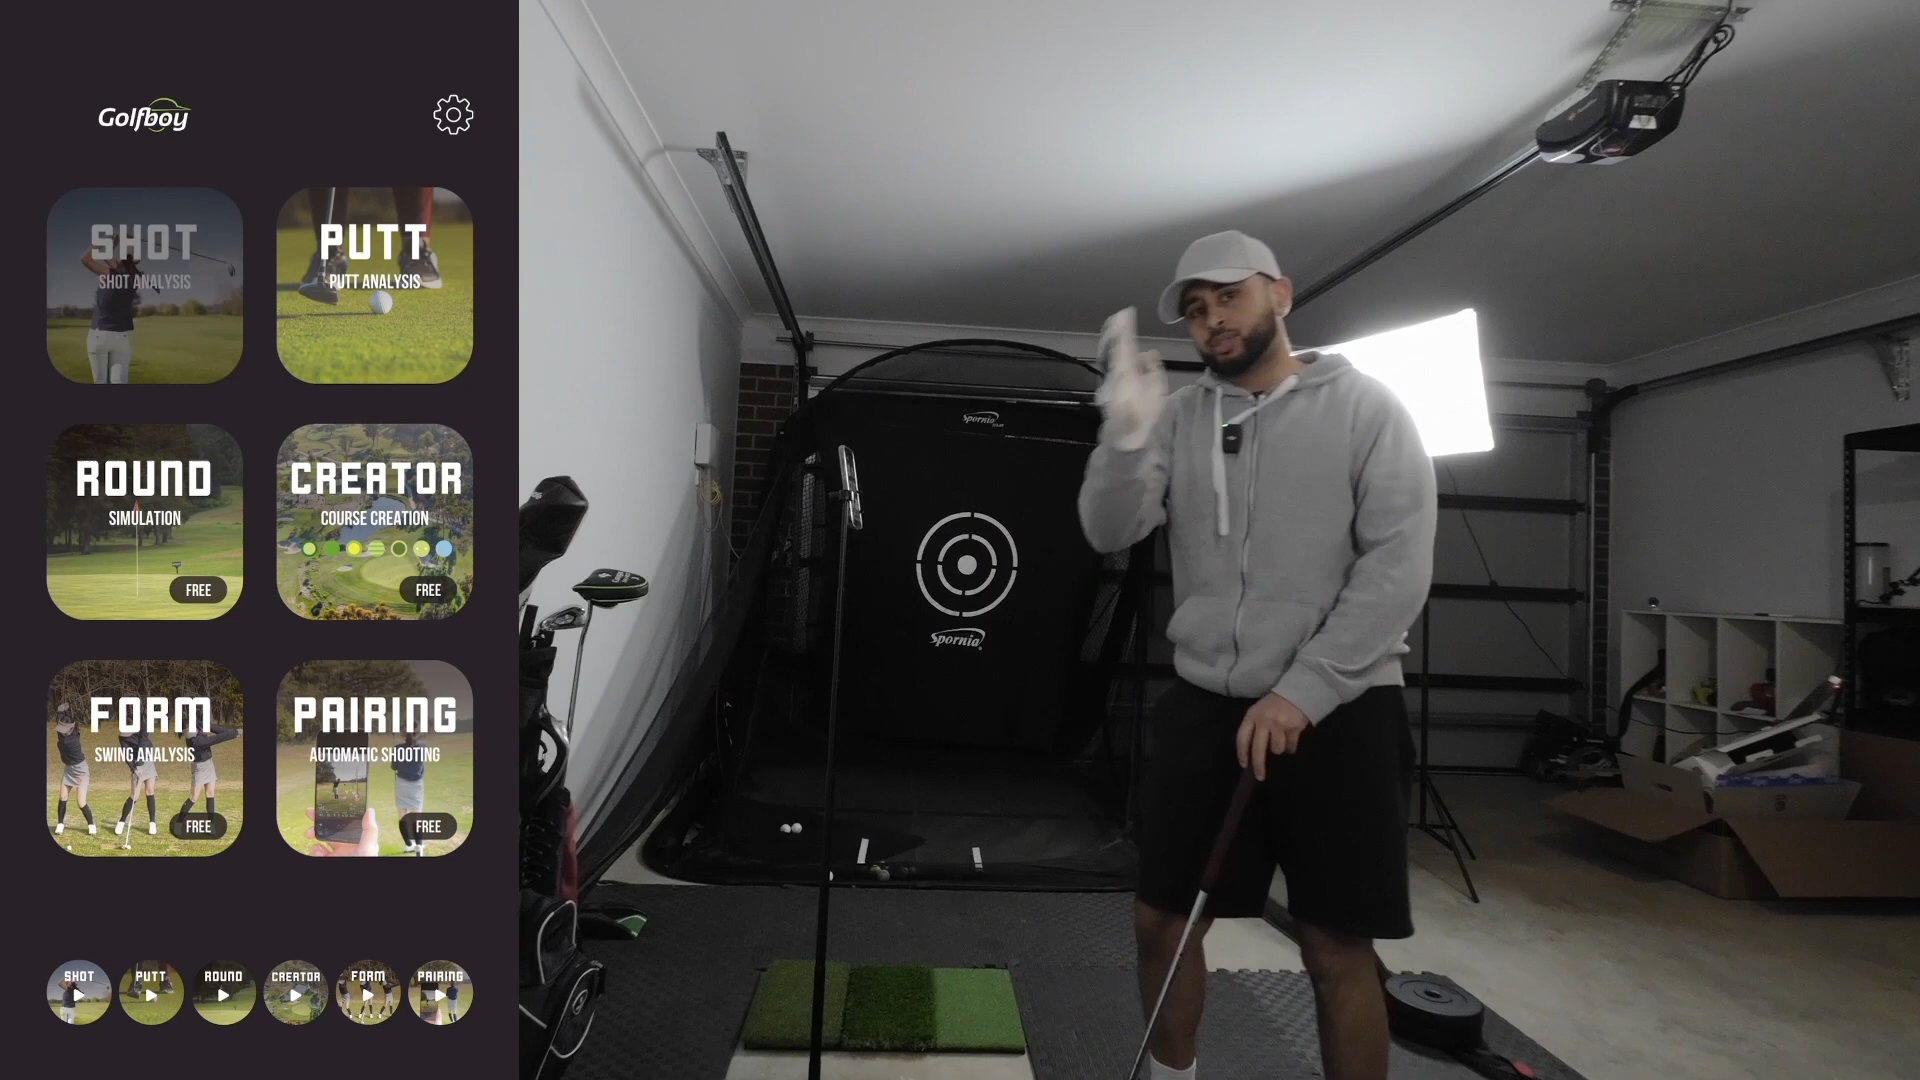 Golfboy
SHOT
SHOT ANALYSIS
PUTT
PUTT ANALYSIS
ROUND
SIMULATION
FREE
CREATOR
COURSE CREATION
FREE
FORM
SWING ANALYSIS
FREE
PAIRING
AUTOMATIC SHOOTING
FREE
SHOT
PUTT
ROUND
CREATOR
FORM
PAIRING
Spornia
Spornia